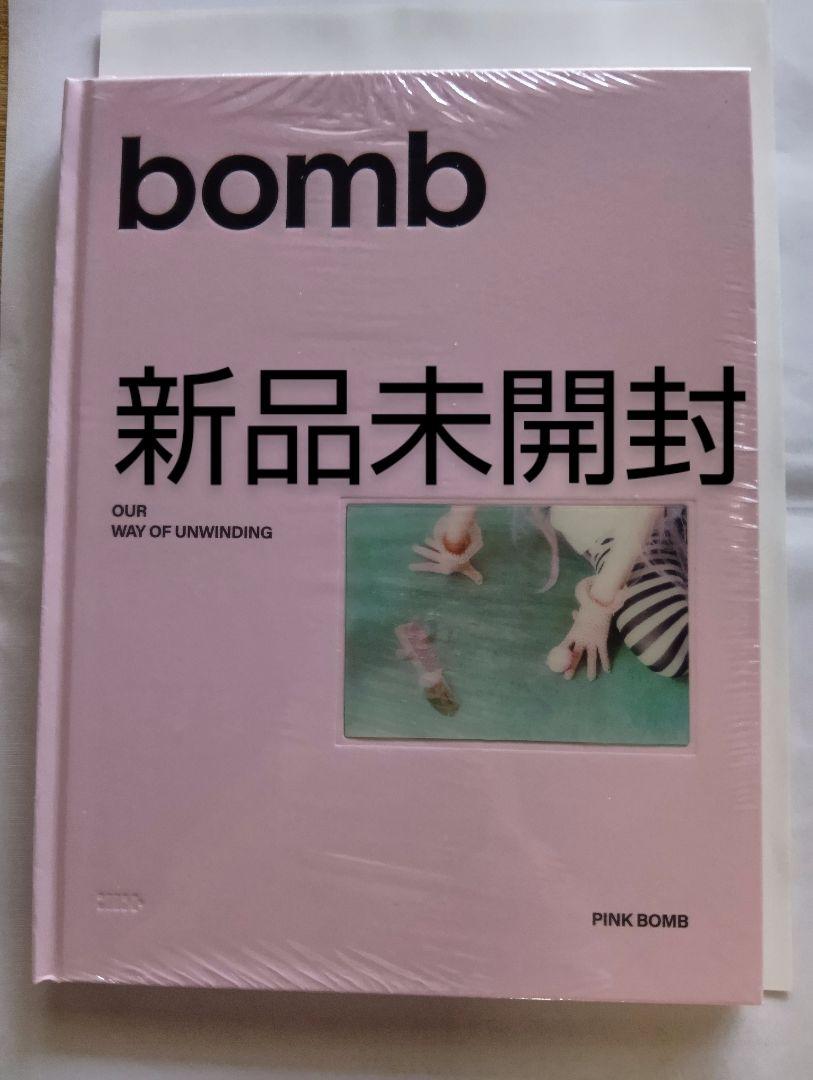 bomb
新品未開封
OUR
WAY OF UNWINDING
PINK BOMB